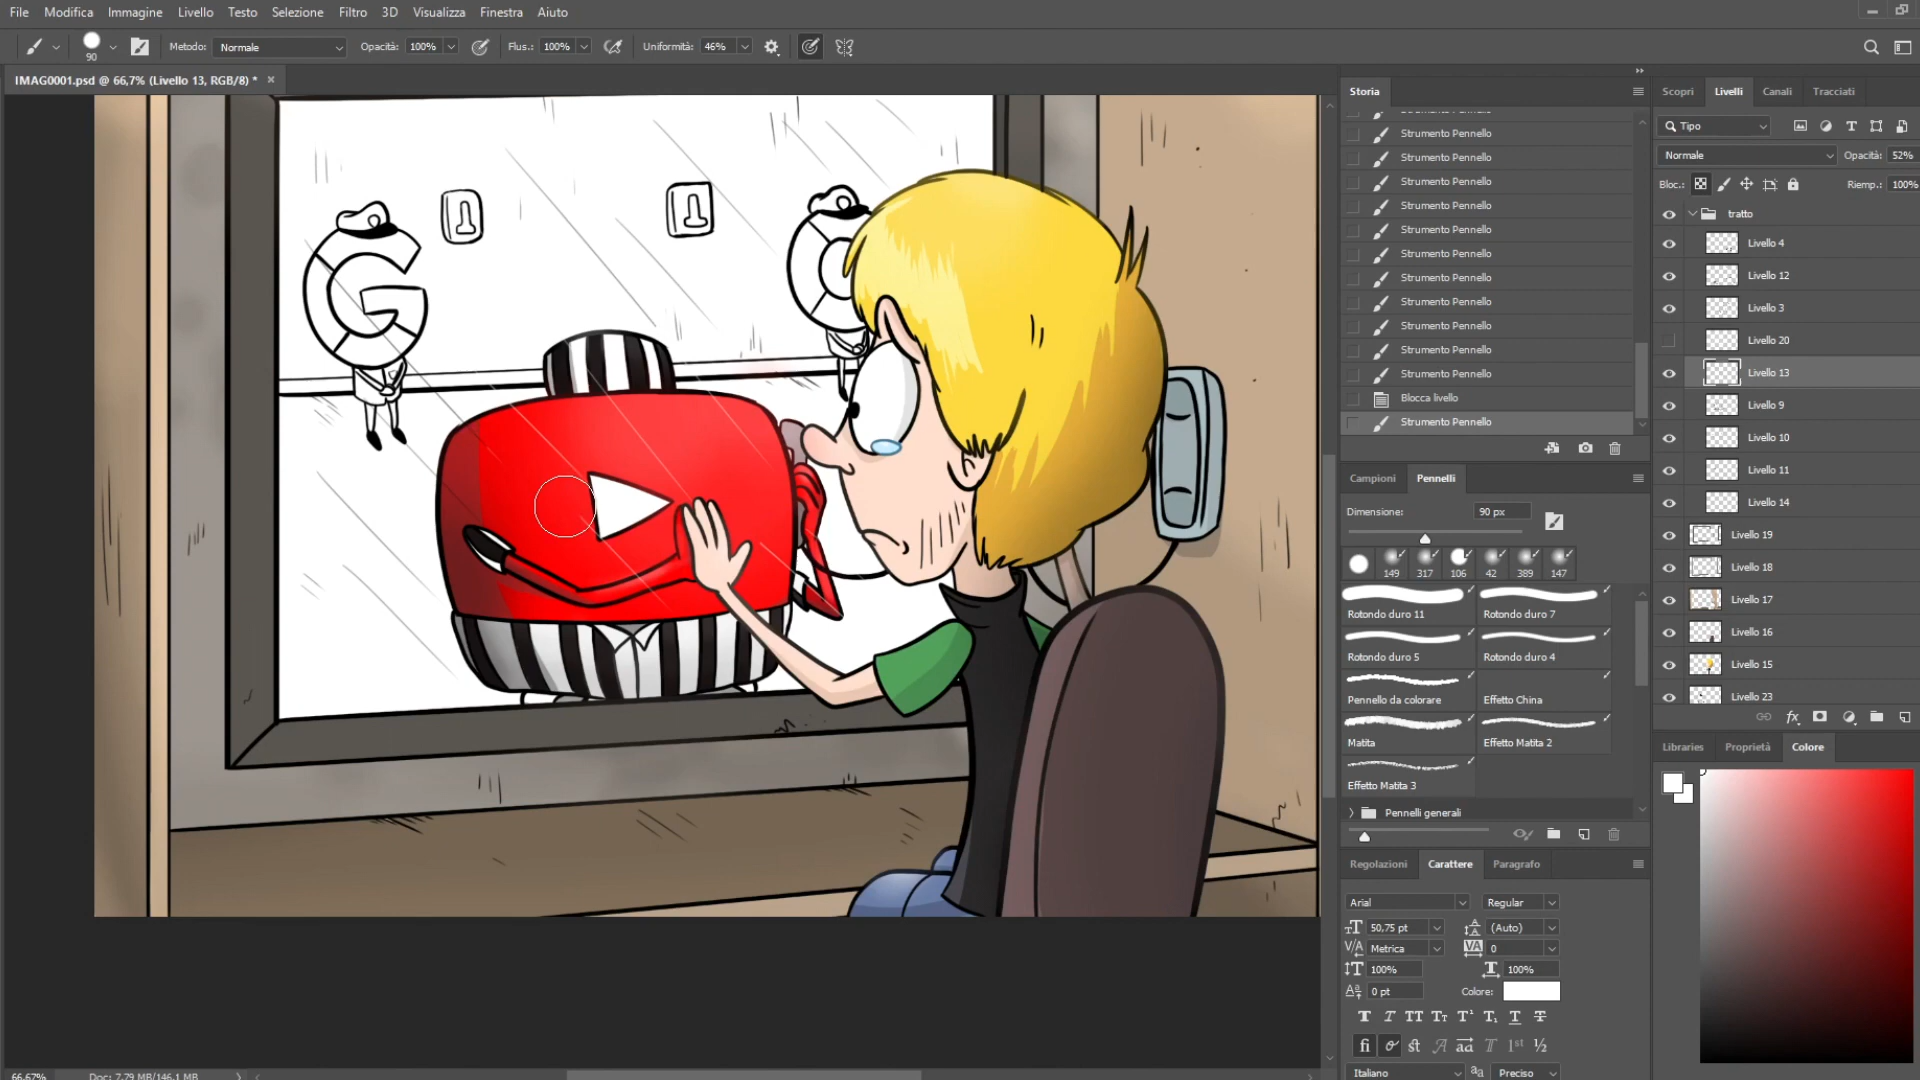 File Modifica Immagine Livello Testo Selezione Filtro 3D Visualizza Finestra Aiuto
90 Metodo: Normale Opacità: 100% Flus.: 100% Uniformità: 46%
IMAG0001.psd @ 66,7% (Livello 13, RGB/8) * ×
G
Storia
Strumento Pennello
Strumento Pennello
Strumento Pennello
Strumento Pennello
Strumento Pennello
Strumento Pennello
Strumento Pennello
Strumento Pennello
Strumento Pennello
Strumento Pennello
Strumento Pennello
Strumento Pennello
Blocca livello
Strumento Pennello
Campioni Pennelli
Dimensione: 90 px
149 317 106 42 389 147
Rotondo duro 11 Rotondo duro 7
Rotondo duro 5 Rotondo duro 4
Pennello da colorare Effetto China
Matita Effetto Matita 2
Effetto Matita 3
Pennelli generali
Regolazioni Carattere Paragrafo
Arial Regular
50,75 pt (Auto)
Metrica 0
100% 100%
0 pt Colore:
Italiano aa Preciso
Scopri Livelli Canali Tracciati
Tipo
Normale Opacità: 52%
Bloc.: Riemp.: 100%
tratto
Livello 4
Livello 12
Livello 3
Livello 20
Livello 13
Livello 9
Livello 10
Livello 11
Livello 14
Livello 19
Livello 18
Livello 17
Livello 16
Livello 15
Livello 23
Libraries Proprietà Colore
66,67% Doc: 7,79 MB/146,1 MB